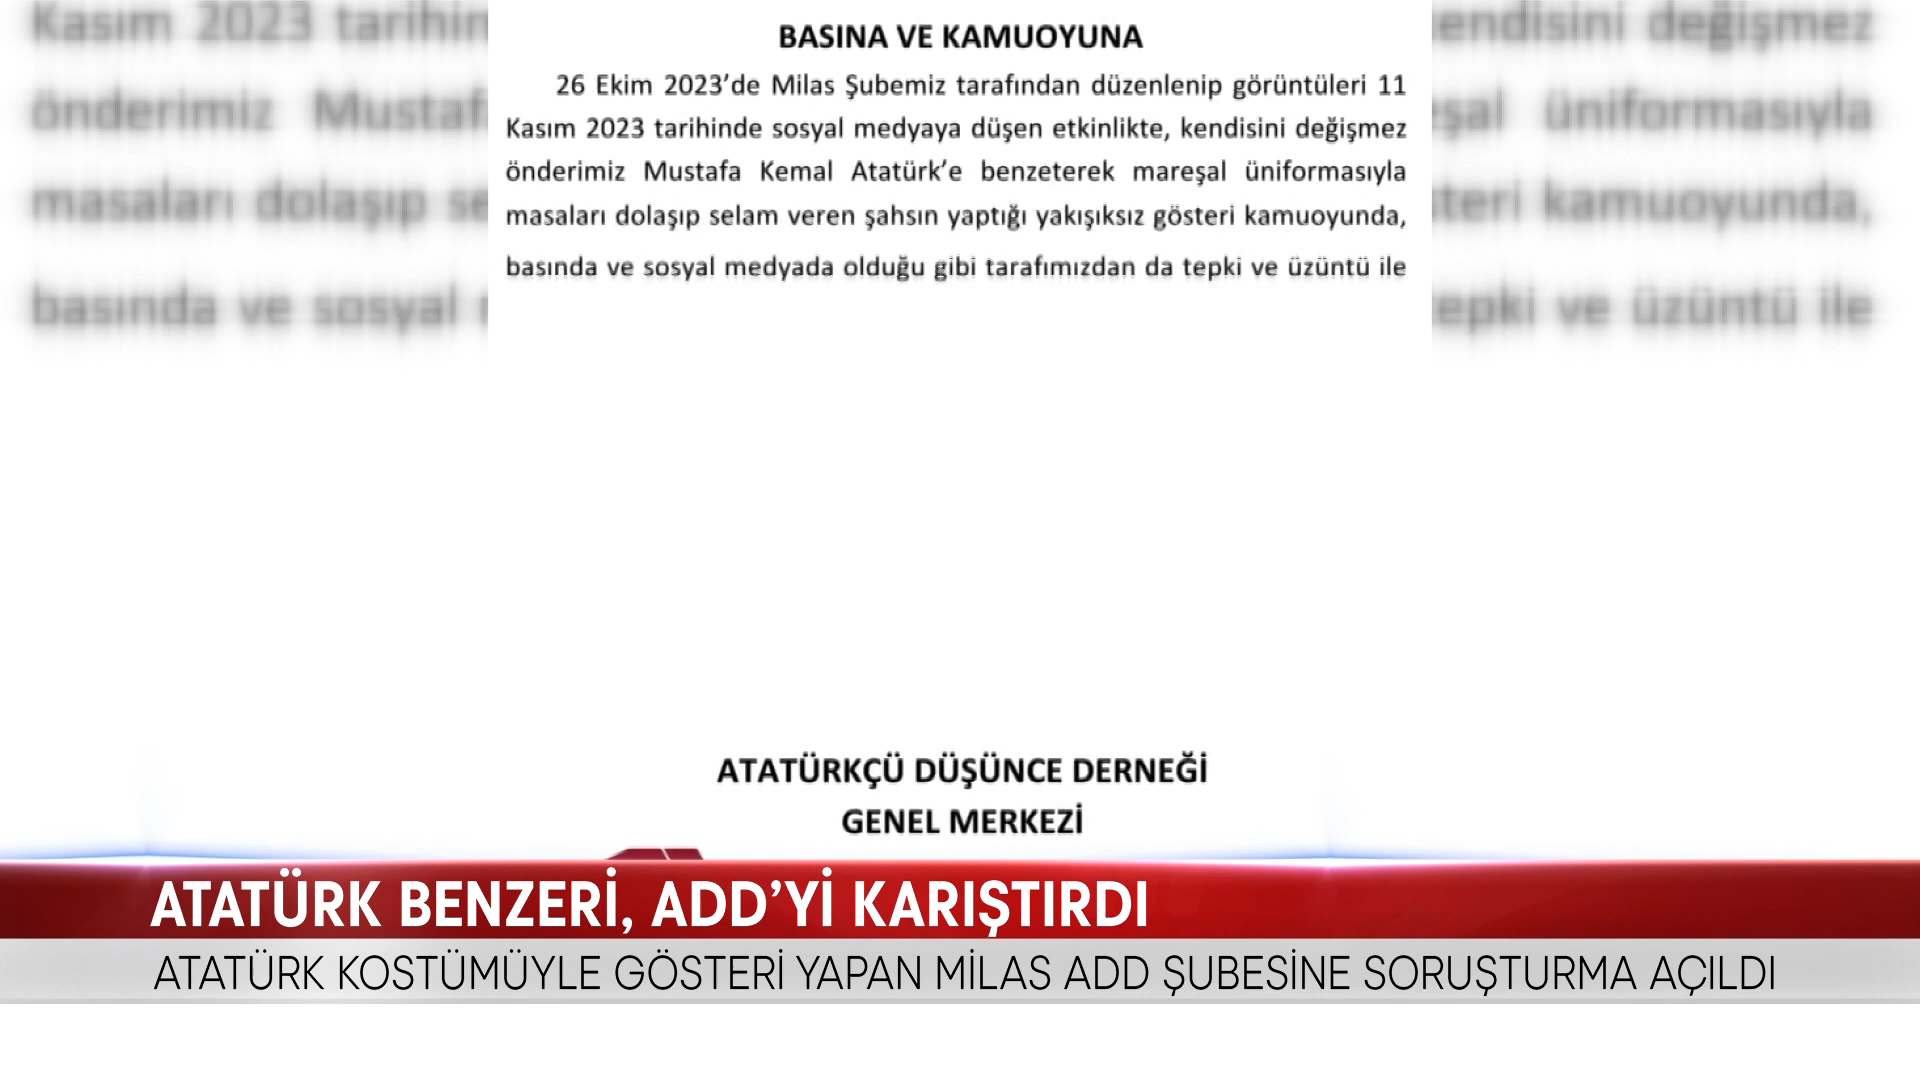 BASINA VE KAMUOYUNA
26 Ekim 2023’de Milas Şubemiz tarafından düzenlenip görüntüleri 11
Kasım 2023 tarihinde sosyal medyaya düşen etkinlikte, kendisini değişmez
önderimiz Mustafa Kemal Atatürk’e benzeterek mareşal üniformasıyla
masaları dolaşıp selam veren şahsın yaptığı yakışıksız gösteri kamuoyunda,
basında ve sosyal medyada olduğu gibi tarafımızdan da tepki ve üzüntü ile
ATATÜRKÇÜ DÜŞÜNCE DERNEĞİ
GENEL MERKEZİ
ATATÜRK BENZERİ, ADD’Yİ KARIŞTIRDI
ATATÜRK KOSTÜMÜYLE GÖSTERİ YAPAN MİLAS ADD ŞUBESİNE SORUŞTURMA AÇILDI